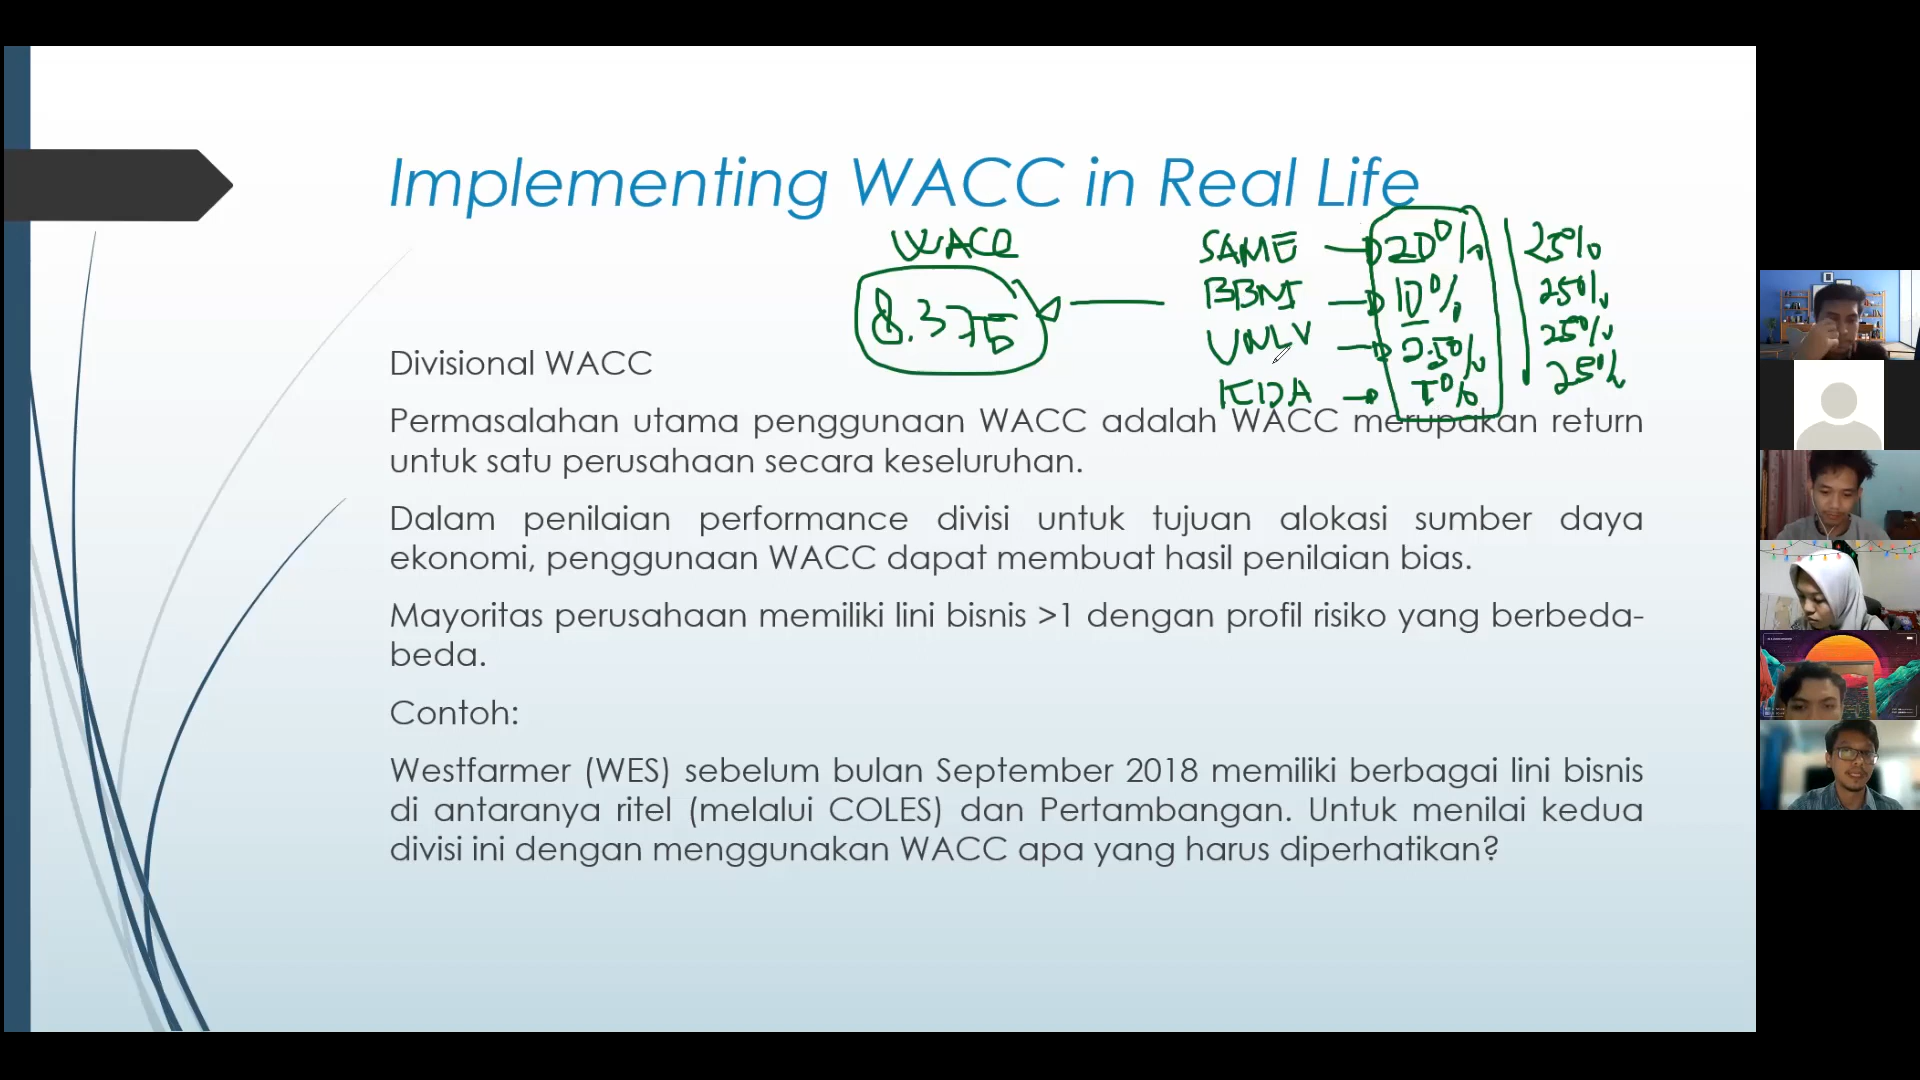 Implementing WACC in Real Life
WACC
8.375
SAME 20% 25%
BBNI 10% 25%
UNLV 2.5% 25%
KIJA 1% 25%
Divisional WACC
Permasalahan utama penggunaan WACC adalah WACC merupakan return
untuk satu perusahaan secara keseluruhan.
Dalam penilaian performance divisi untuk tujuan alokasi sumber daya
ekonomi, penggunaan WACC dapat membuat hasil penilaian bias.
Mayoritas perusahaan memiliki lini bisnis >1 dengan profil risiko yang berbeda-
beda.
Contoh:
Westfarmer (WES) sebelum bulan September 2018 memiliki berbagai lini bisnis
di antaranya ritel (melalui COLES) dan Pertambangan. Untuk menilai kedua
divisi ini dengan menggunakan WACC apa yang harus diperhatikan?